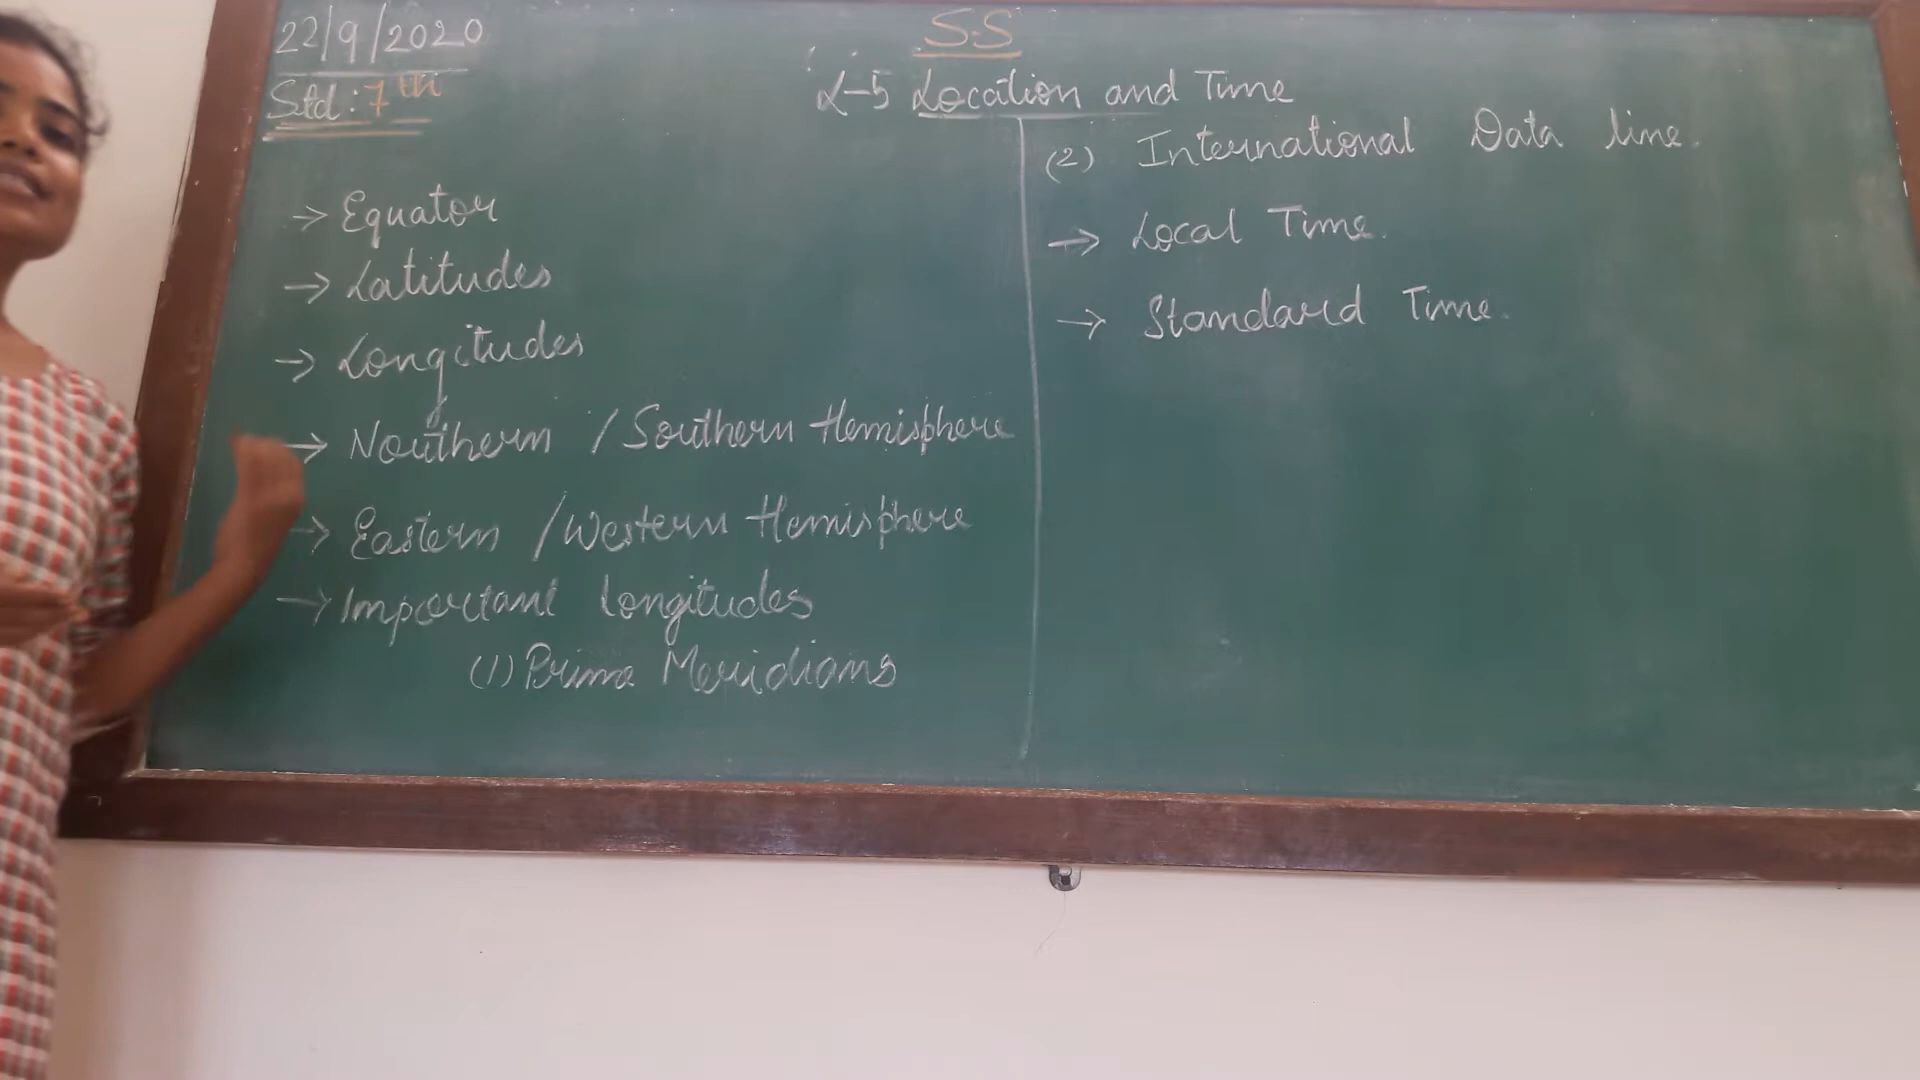 22/9/2020
Std : 7th
S.S
L-5 Location and Time
→ Equator
→ Latitudes
→ Longitudes
→ Northern / Southern Hemisphere
→ Eastern / Western Hemisphere
→ Important longitudes
(1) Prime Meridians
(2) International Data line.
→ Local Time.
→ Standard Time.